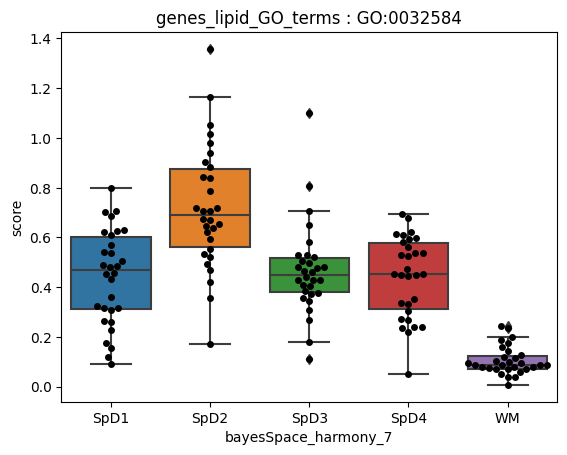 genes_lipid_GO_terms : GO:0032584
score
1.4
1.2
1.0
0.8
0.6
0.4
0.2
0.0
SpD1 SpD2 SpD3 SpD4 WM
bayesSpace_harmony_7